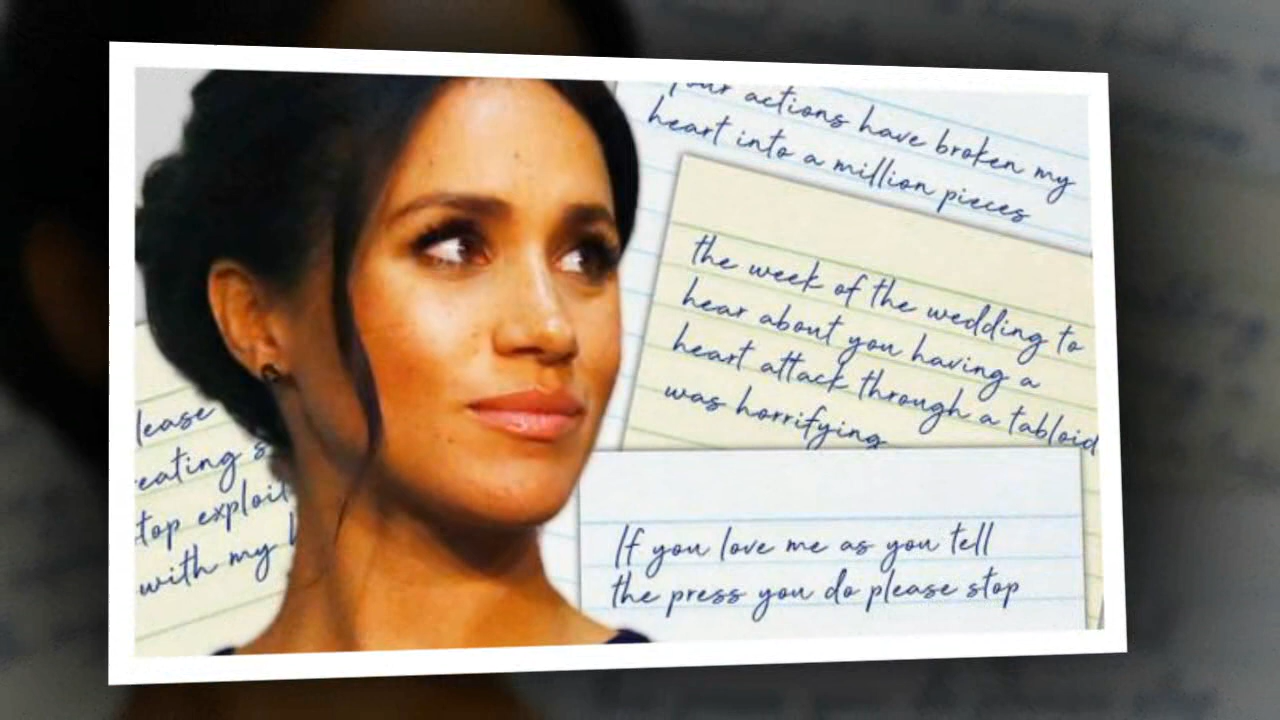 Your actions have broken my
heart into a million pieces
the week of the wedding to
hear about you having a
heart attack through a tabloid
was horrifying
If you love me as you tell
the press you do please stop
lease
eating s
top exploit
with my